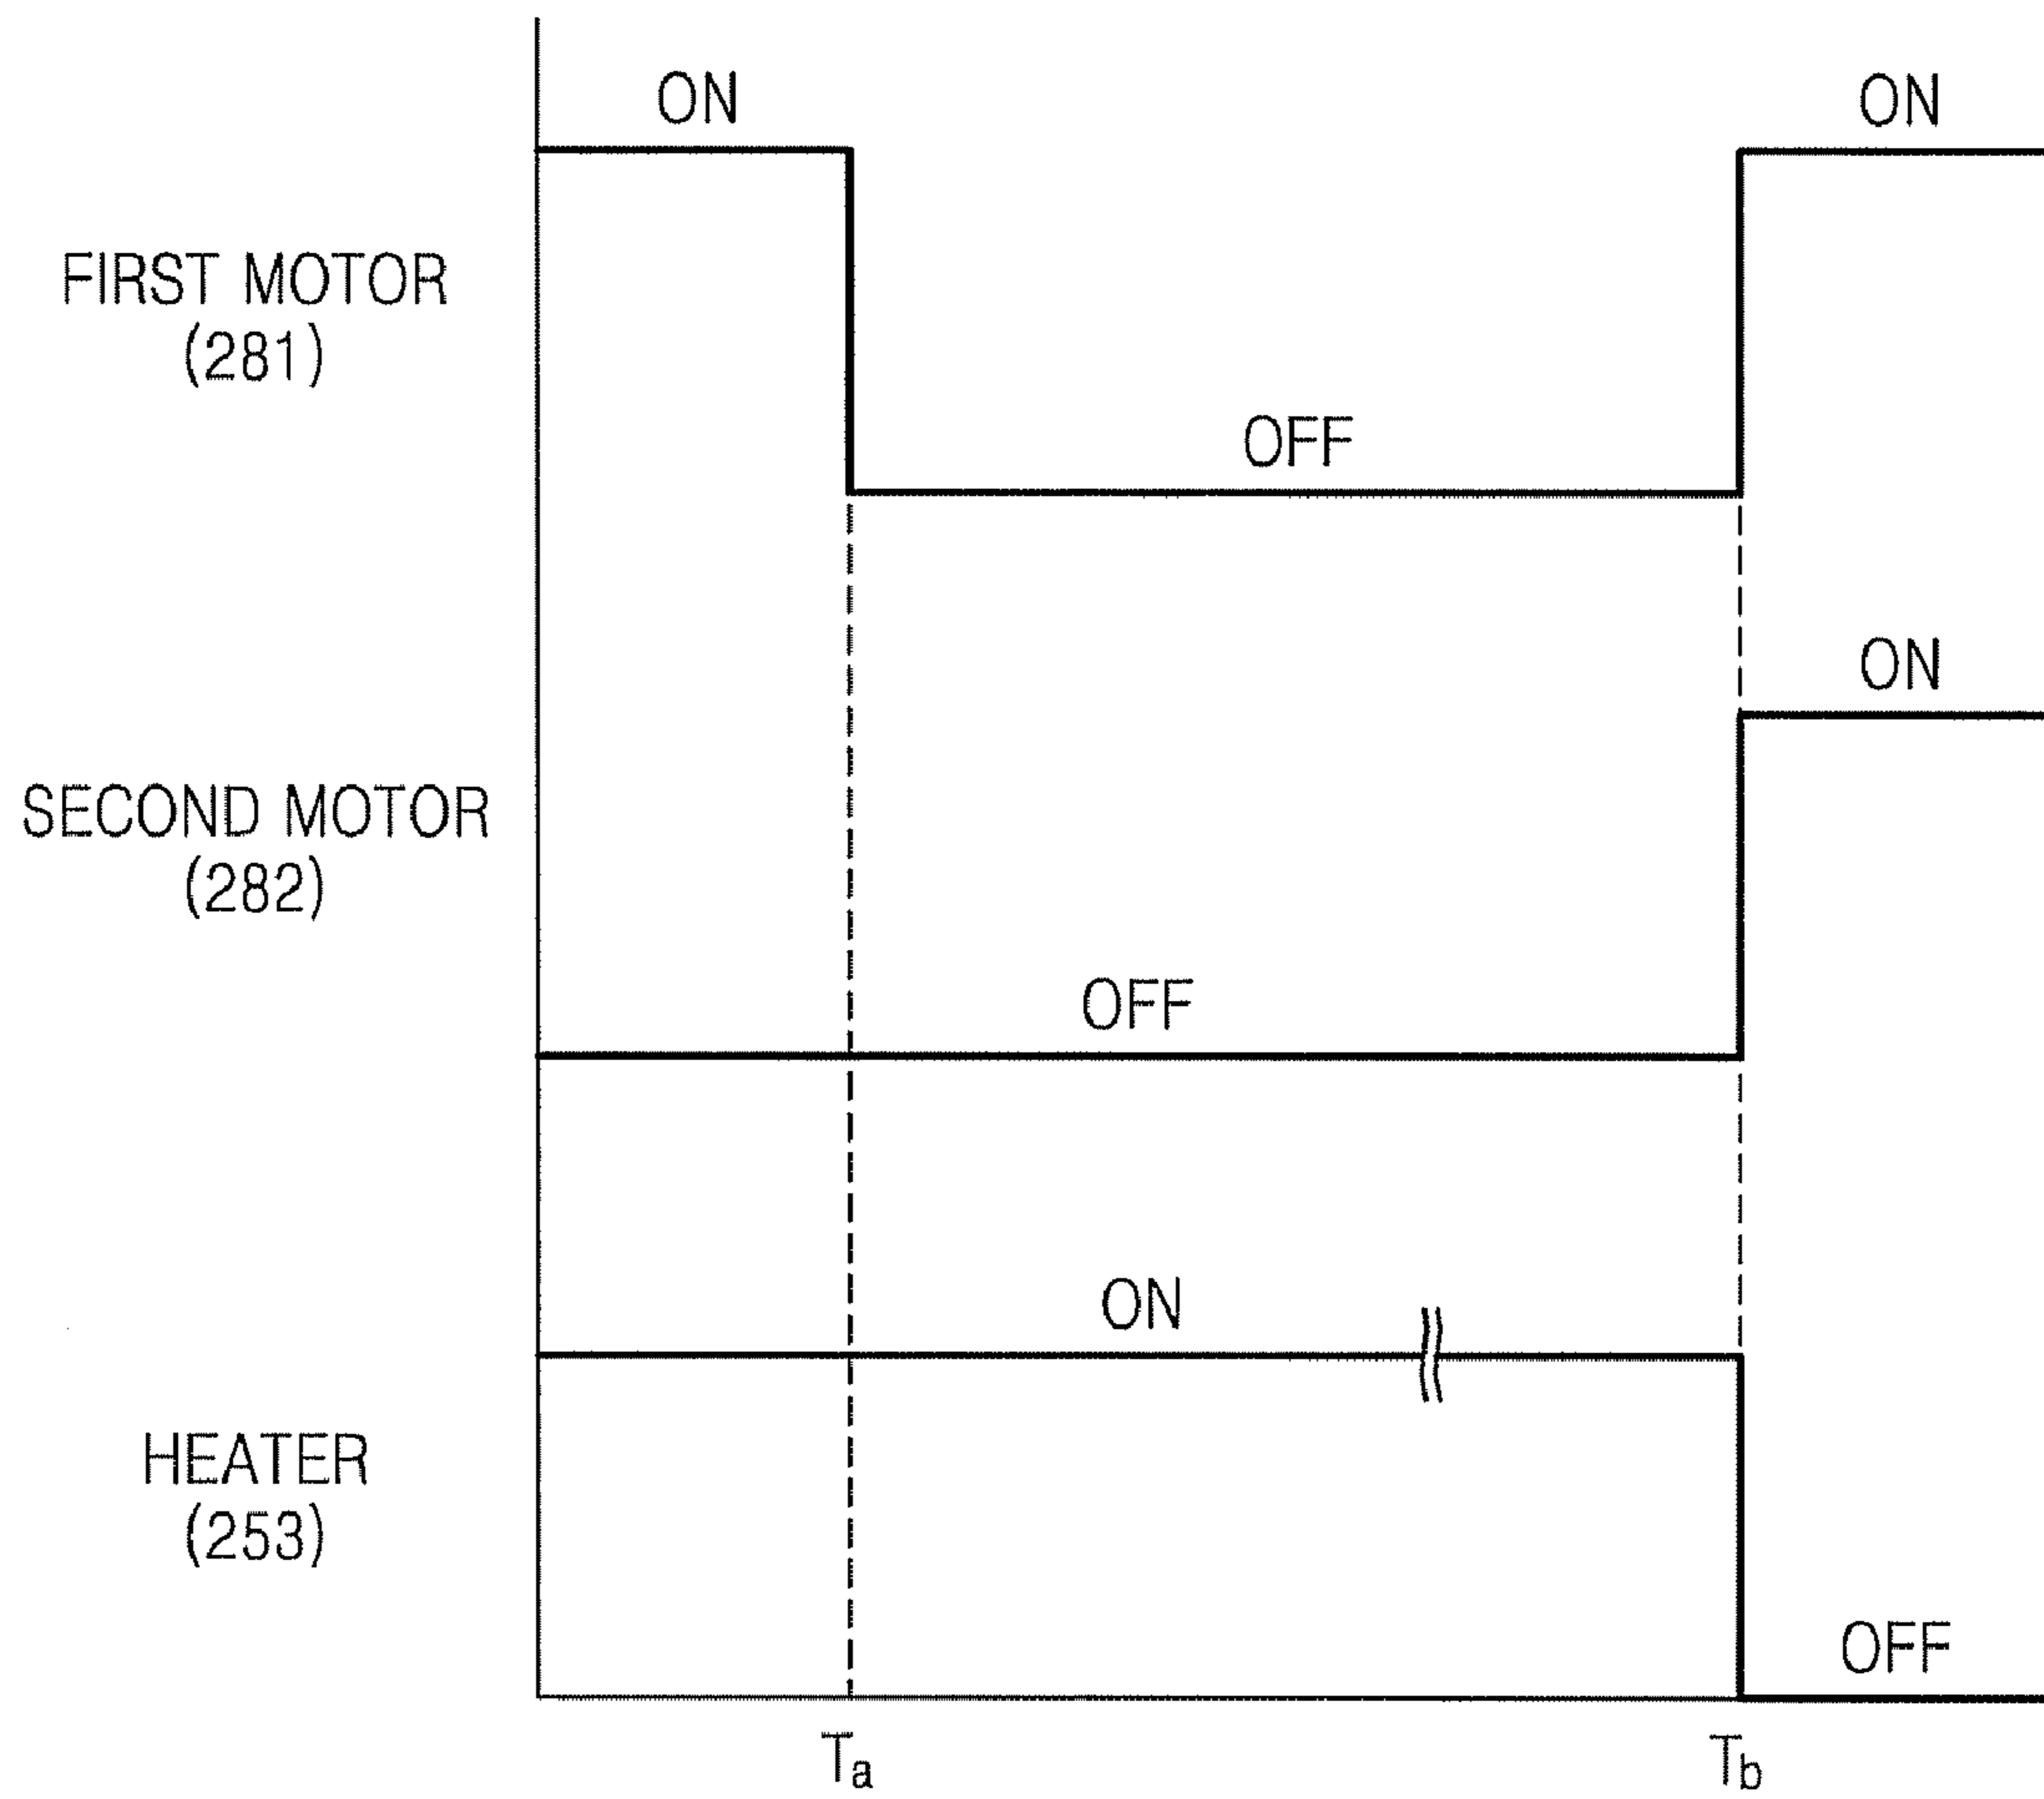 ON
ON
FIRST MOTOR
(281)
OFF
ON
SECOND MOTOR
(282)
OFF
ON
HEATER
(253)
OFF
Ta
Tb